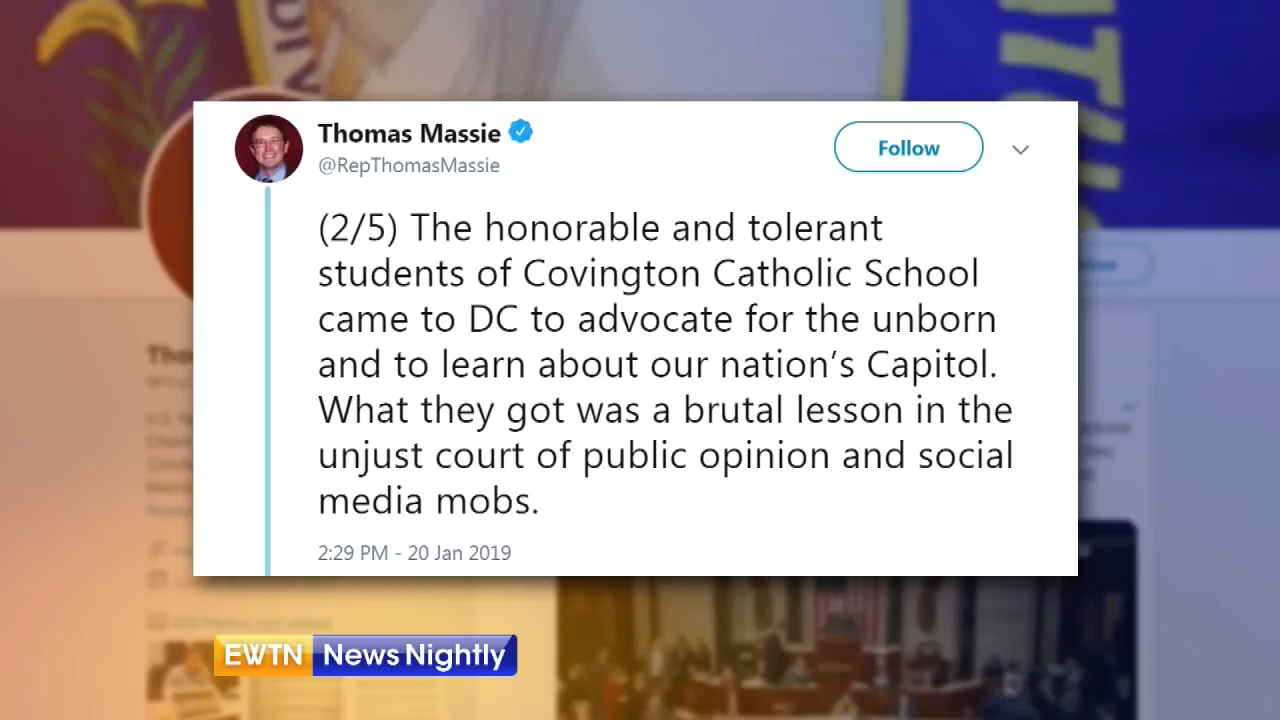 Thomas Massie
@RepThomasMassie
Follow
(2/5) The honorable and tolerant
students of Covington Catholic School
came to DC to advocate for the unborn
and to learn about our nation’s Capitol.
What they got was a brutal lesson in the
unjust court of public opinion and social
media mobs.
2:29 PM - 20 Jan 2019
EWTN News Nightly